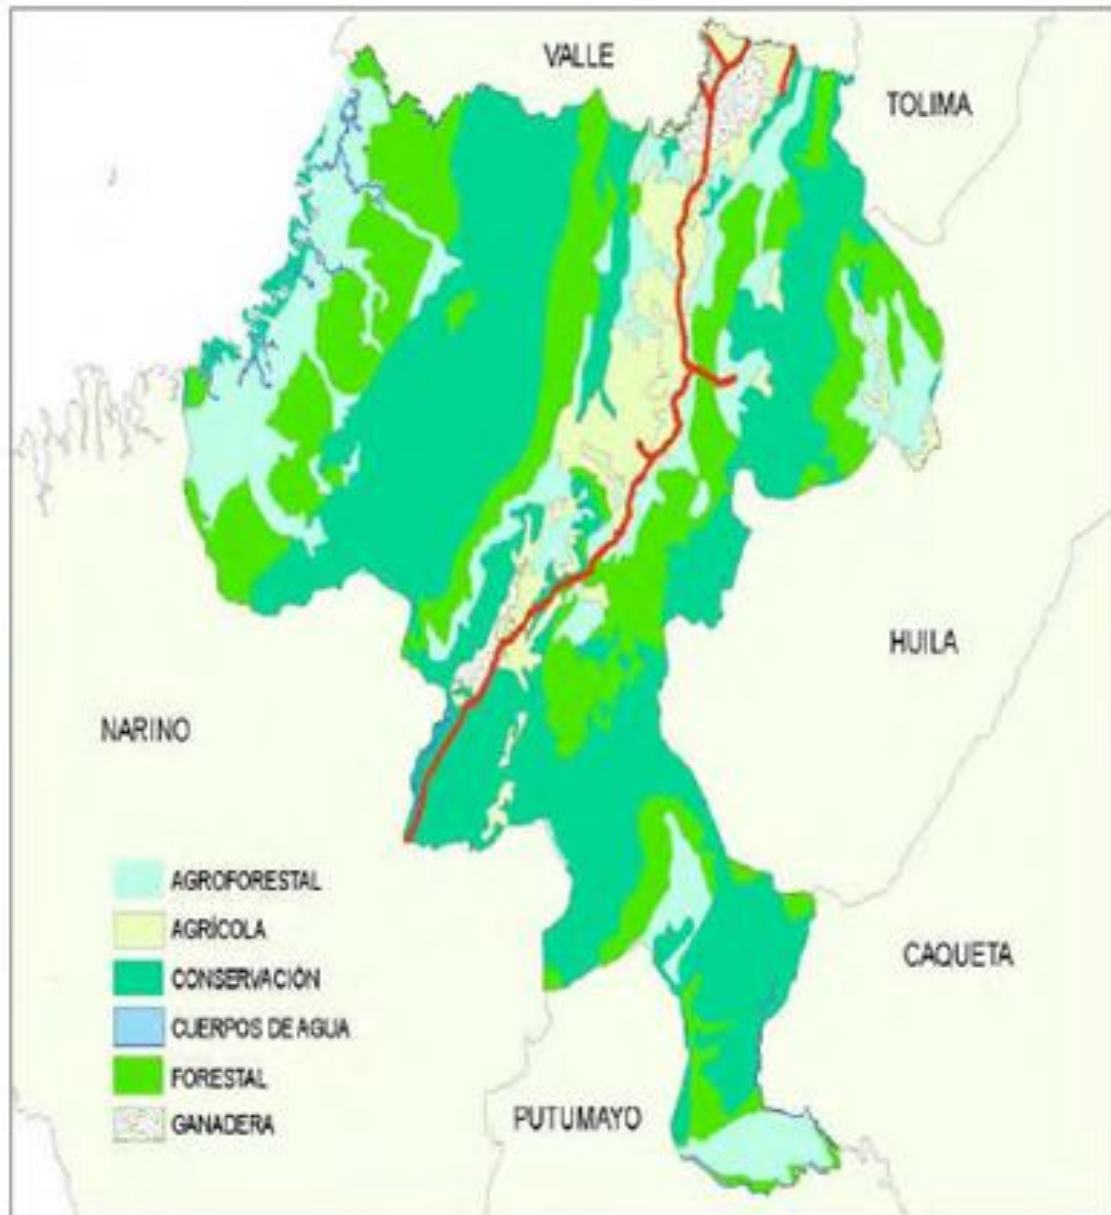 VALLE
TOLIMA
HUILA
NARINO
CAQUETA
PUTUMAYO
AGROFORESTAL
AGRÍCOLA
CONSERVACIÓN
CUERPOS DE AGUA
FORESTAL
GANADERA